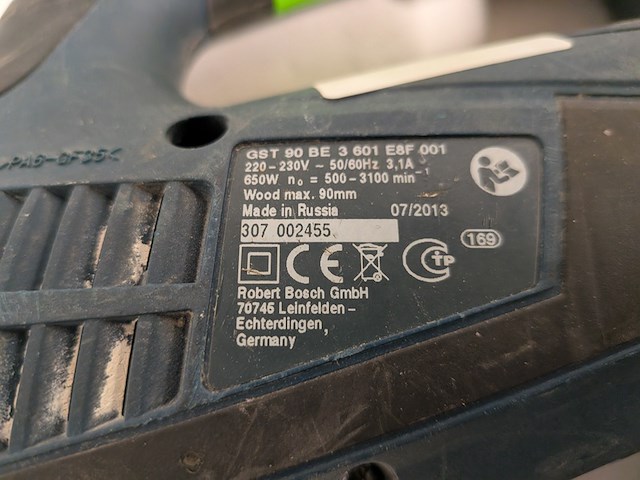 >PA6-GF35<
GST 90 BE 3 601 E8F 001
220-230V ~ 50/60Hz 3,1A
650W n₀ = 500-3100 min⁻¹
Wood max. 90mm
Made in Russia 07/2013
307 002455
CE
169
Robert Bosch GmbH
70745 Leinfelden-
Echterdingen,
Germany